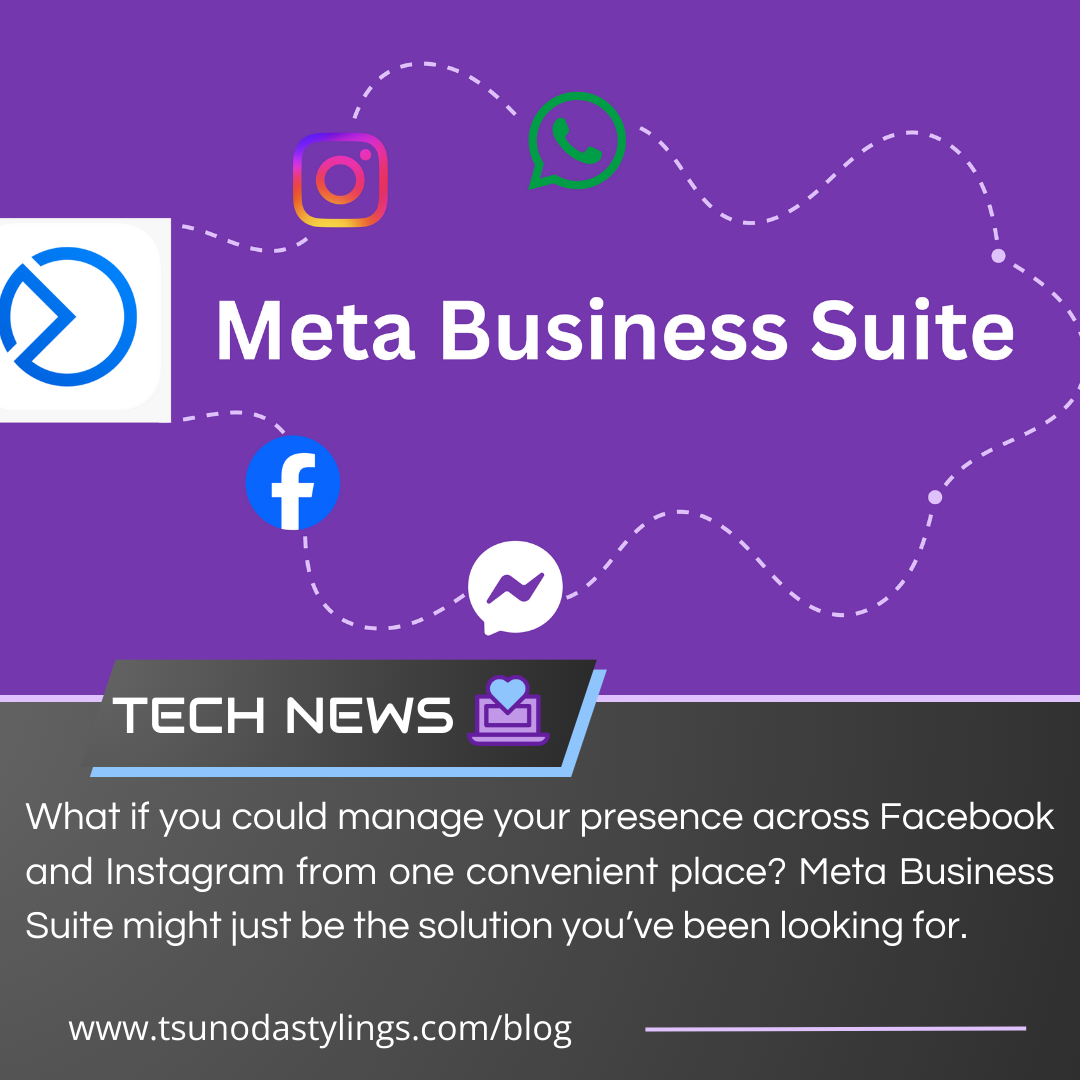 Meta Business Suite
TECH NEWS
What if you could manage your presence across Facebook
and Instagram from one convenient place? Meta Business
Suite might just be the solution you’ve been looking for.
www.tsunodastylings.com/blog